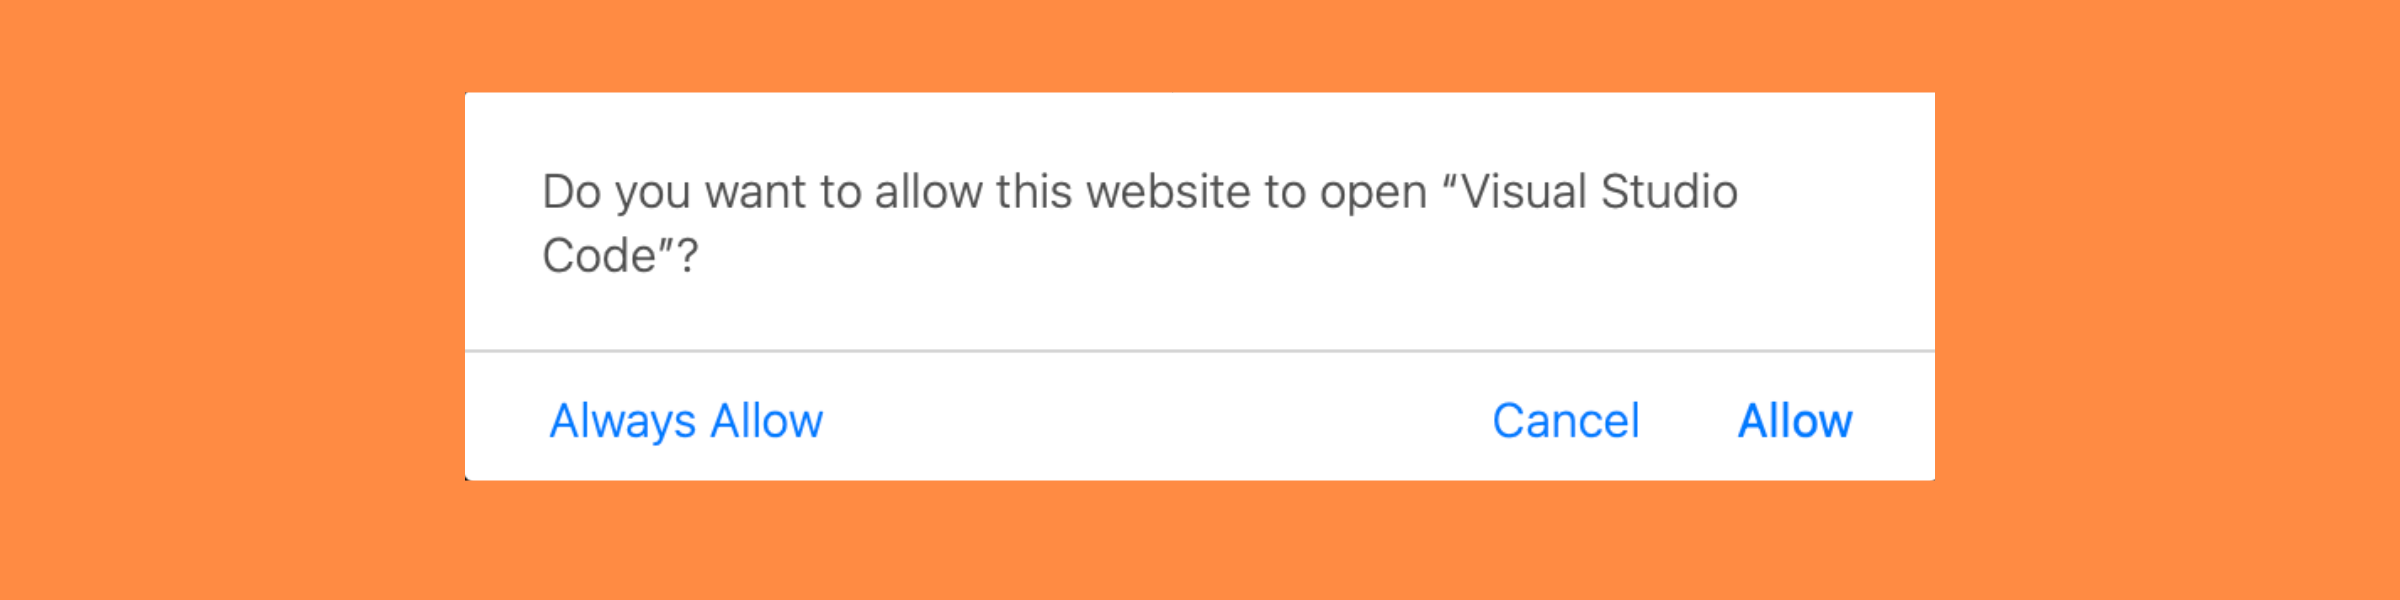 Do you want to allow this website to open “Visual Studio
Code”?
Always Allow
Cancel
Allow